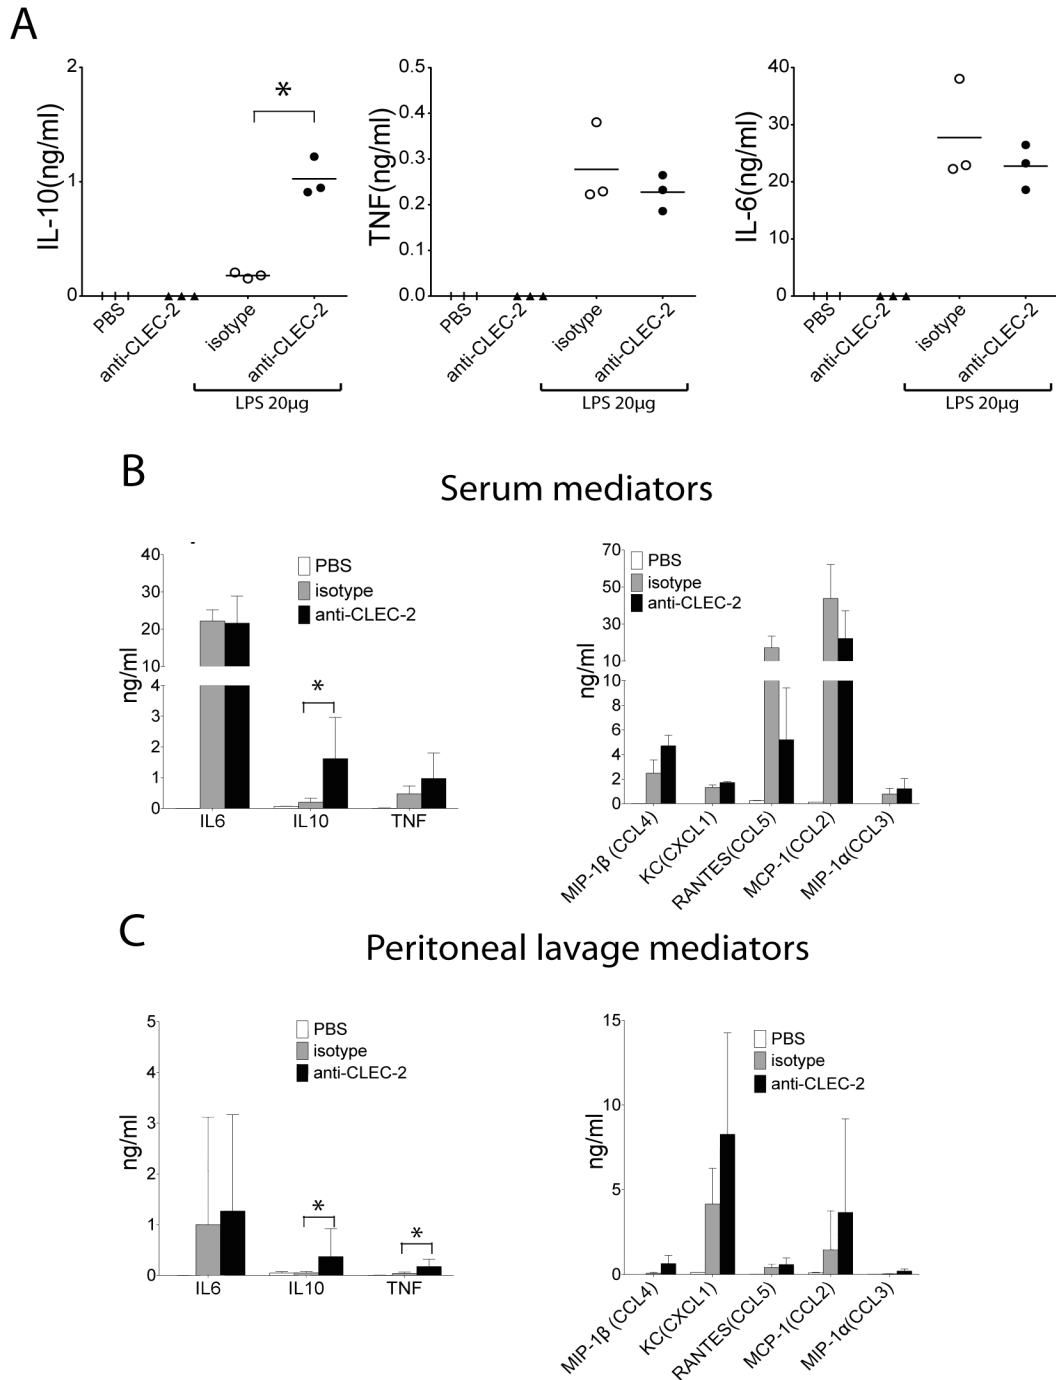 A
IL-10(ng/ml)
2
1
0
*
PBS
anti-CLEC-2
isotype
anti-CLEC-2
LPS 20µg
TNF(ng/ml)
0.5
0.4
0.3
0.2
0.1
0.0
PBS
anti-CLEC-2
isotype
anti-CLEC-2
LPS 20µg
IL-6(ng/ml)
40
30
20
10
0
PBS
anti-CLEC-2
isotype
anti-CLEC-2
LPS 20µg
B
Serum mediators
ng/ml
40
30
20
10
4
3
2
1
0
PBS
isotype
anti-CLEC-2
*
IL6 IL10 TNF
ng/ml
70
50
30
10
10
8
6
4
2
0
PBS
isotype
anti-CLEC-2
MIP-1β (CCL4)
KC(CXCL1)
RANTES(CCL5)
MCP-1(CCL2)
MIP-1α(CCL3)
C
Peritoneal lavage mediators
ng/ml
5
4
3
2
1
0
PBS
isotype
anti-CLEC-2
*
*
IL6 IL10 TNF
ng/ml
15
10
5
0
PBS
isotype
anti-CLEC-2
MIP-1β (CCL4)
KC(CXCL1)
RANTES(CCL5)
MCP-1(CCL2)
MIP-1α(CCL3)